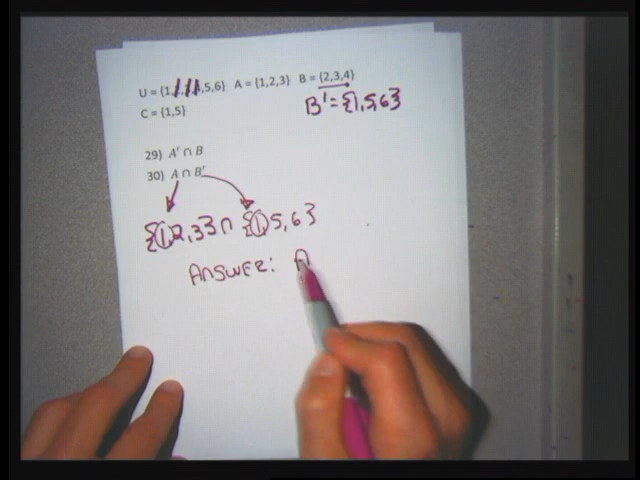 U = {1,2,3,4,5,6} A = {1,2,3} B = {2,3,4}
C = {1,5}
B' = {1,5,6}
29) A' ∩ B
30) A ∩ B'
{1,2,3} ∩ {1,5,6}
ANSWER: A